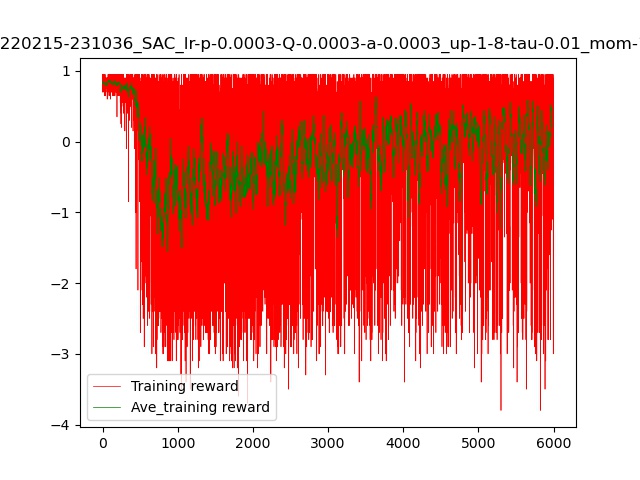 220215-231036_SAC_lr-p-0.0003-Q-0.0003-a-0.0003_up-1-8-tau-0.01_mom-
1
0
−1
−2
−3
−4
Training reward
Ave_training reward
0 1000 2000 3000 4000 5000 6000